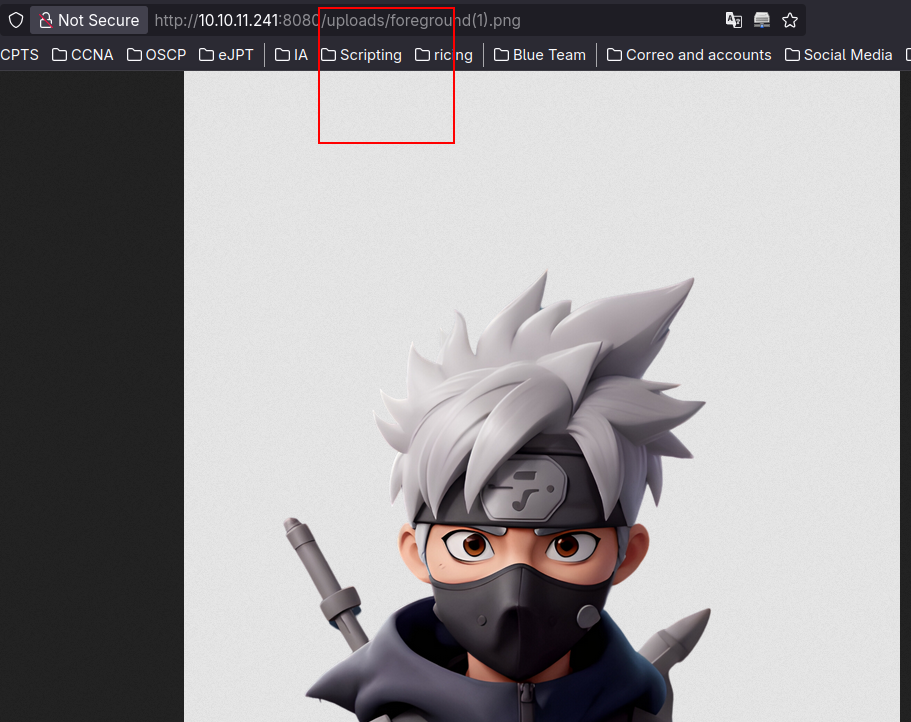 Not Secure http://10.10.11.241:8080/uploads/foreground(1).png
CPTS CCNA OSCP eJPT IA Scripting ricing Blue Team Correo and accounts Social Media